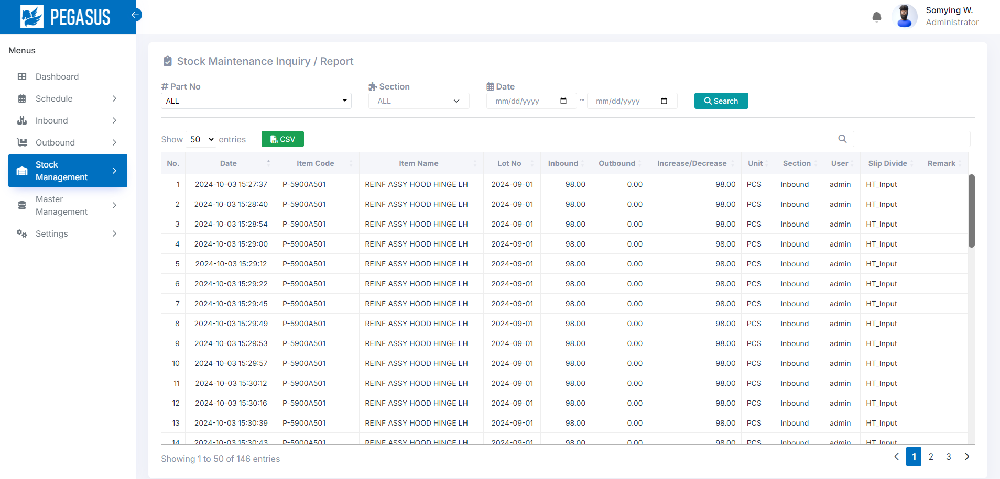 PEGASUS
Somying W.
Administrator
Menus
Dashboard
Schedule
Inbound
Outbound
Stock
Management
Master
Management
Settings
Stock Maintenance Inquiry / Report
# Part No Section Date
ALL ALL mm/dd/yyyy ~ mm/dd/yyyy Search
Show 50 entries CSV
No. Date Item Code Item Name Lot No Inbound Outbound Increase/Decrease Unit Section User Slip Divide Remark
1 2024-10-03 15:27:37 P-5900A501 REINF ASSY HOOD HINGE LH 2024-09-01 98.00 0.00 98.00 PCS Inbound admin HT_Input
2 2024-10-03 15:28:40 P-5900A501 REINF ASSY HOOD HINGE LH 2024-09-01 98.00 0.00 98.00 PCS Inbound admin HT_Input
3 2024-10-03 15:28:54 P-5900A501 REINF ASSY HOOD HINGE LH 2024-09-01 98.00 0.00 98.00 PCS Inbound admin HT_Input
4 2024-10-03 15:29:00 P-5900A501 REINF ASSY HOOD HINGE LH 2024-09-01 98.00 0.00 98.00 PCS Inbound admin HT_Input
5 2024-10-03 15:29:12 P-5900A501 REINF ASSY HOOD HINGE LH 2024-09-01 98.00 0.00 98.00 PCS Inbound admin HT_Input
6 2024-10-03 15:29:22 P-5900A501 REINF ASSY HOOD HINGE LH 2024-09-01 98.00 0.00 98.00 PCS Inbound admin HT_Input
7 2024-10-03 15:29:45 P-5900A501 REINF ASSY HOOD HINGE LH 2024-09-01 98.00 0.00 98.00 PCS Inbound admin HT_Input
8 2024-10-03 15:29:49 P-5900A501 REINF ASSY HOOD HINGE LH 2024-09-01 98.00 0.00 98.00 PCS Inbound admin HT_Input
9 2024-10-03 15:29:53 P-5900A501 REINF ASSY HOOD HINGE LH 2024-09-01 98.00 0.00 98.00 PCS Inbound admin HT_Input
10 2024-10-03 15:29:57 P-5900A501 REINF ASSY HOOD HINGE LH 2024-09-01 98.00 0.00 98.00 PCS Inbound admin HT_Input
11 2024-10-03 15:30:12 P-5900A501 REINF ASSY HOOD HINGE LH 2024-09-01 98.00 0.00 98.00 PCS Inbound admin HT_Input
12 2024-10-03 15:30:16 P-5900A501 REINF ASSY HOOD HINGE LH 2024-09-01 98.00 0.00 98.00 PCS Inbound admin HT_Input
13 2024-10-03 15:30:39 P-5900A501 REINF ASSY HOOD HINGE LH 2024-09-01 98.00 0.00 98.00 PCS Inbound admin HT_Input
14 2024-10-03 15:30:43 P-5900A501 REINF ASSY HOOD HINGE LH 2024-09-01 98.00 0.00 98.00 PCS Inbound admin HT_Input
Showing 1 to 50 of 146 entries
1 2 3